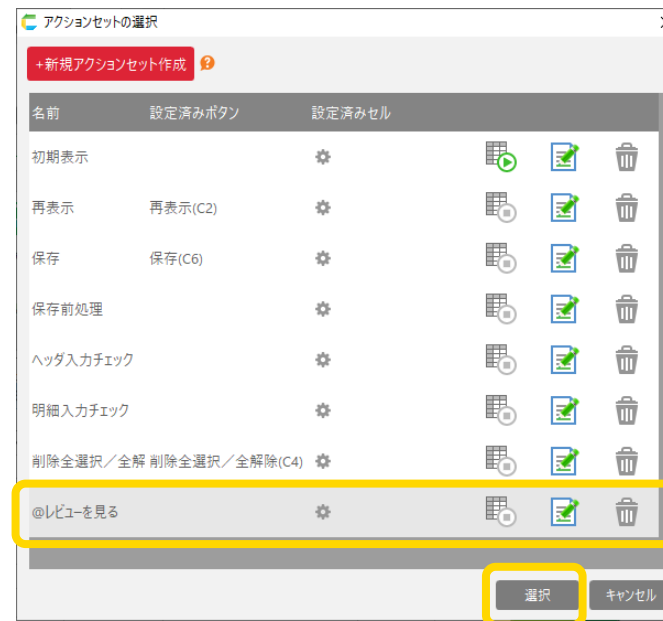 アクションセットの選択
+新規アクションセット作成 ?
名前 設定済みボタン 設定済みセル
初期表示
再表示 再表示(C2)
保存 保存(C6)
保存前処理
ヘッダ入力チェック
明細入力チェック
削除全選択／全解 削除全選択／全解除(C4)
@レビューを見る
選択 キャンセル